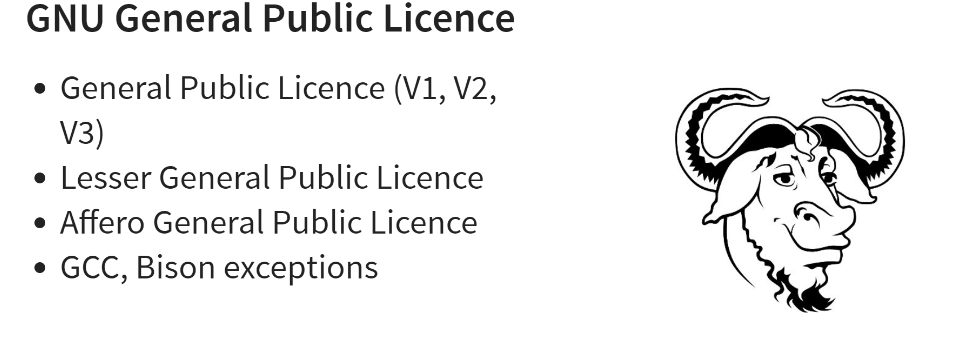 GNU General Public Licence
• General Public Licence (V1, V2,
V3)
• Lesser General Public Licence
• Affero General Public Licence
• GCC, Bison exceptions